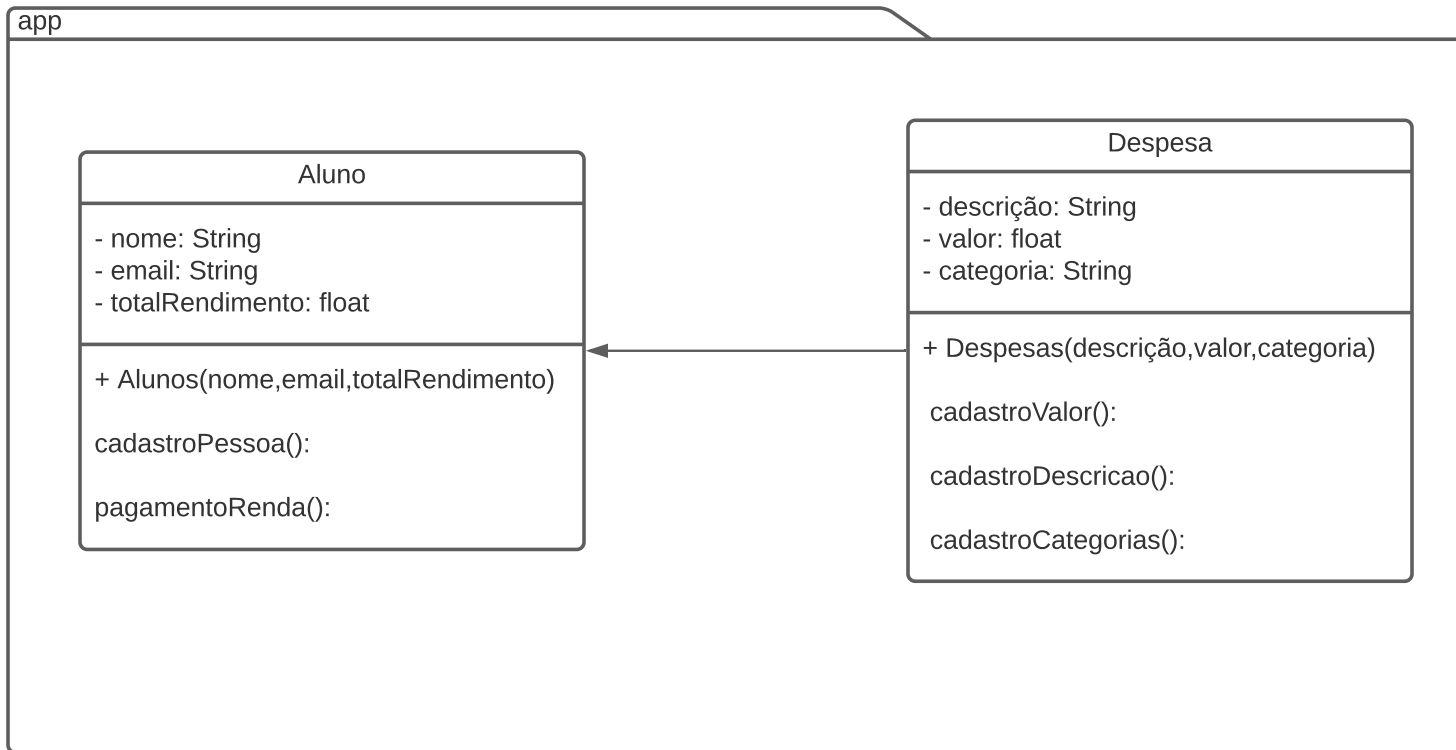 app
Aluno
- nome: String
- email: String
- totalRendimento: float
+ Alunos(nome,email,totalRendimento)
cadastroPessoa():
pagamentoRenda():
Despesa
- descrição: String
- valor: float
- categoria: String
+ Despesas(descrição,valor,categoria)
cadastroValor():
cadastroDescricao():
cadastroCategorias():